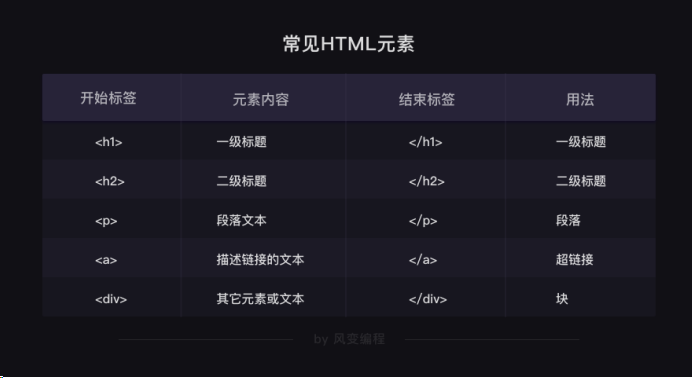 常见HTML元素
开始标签 元素内容 结束标签 用法
<h1> 一级标题 </h1> 一级标题
<h2> 二级标题 </h2> 二级标题
<p> 段落文本 </p> 段落
<a> 描述链接的文本 </a> 超链接
<div> 其它元素或文本 </div> 块
by 风变编程